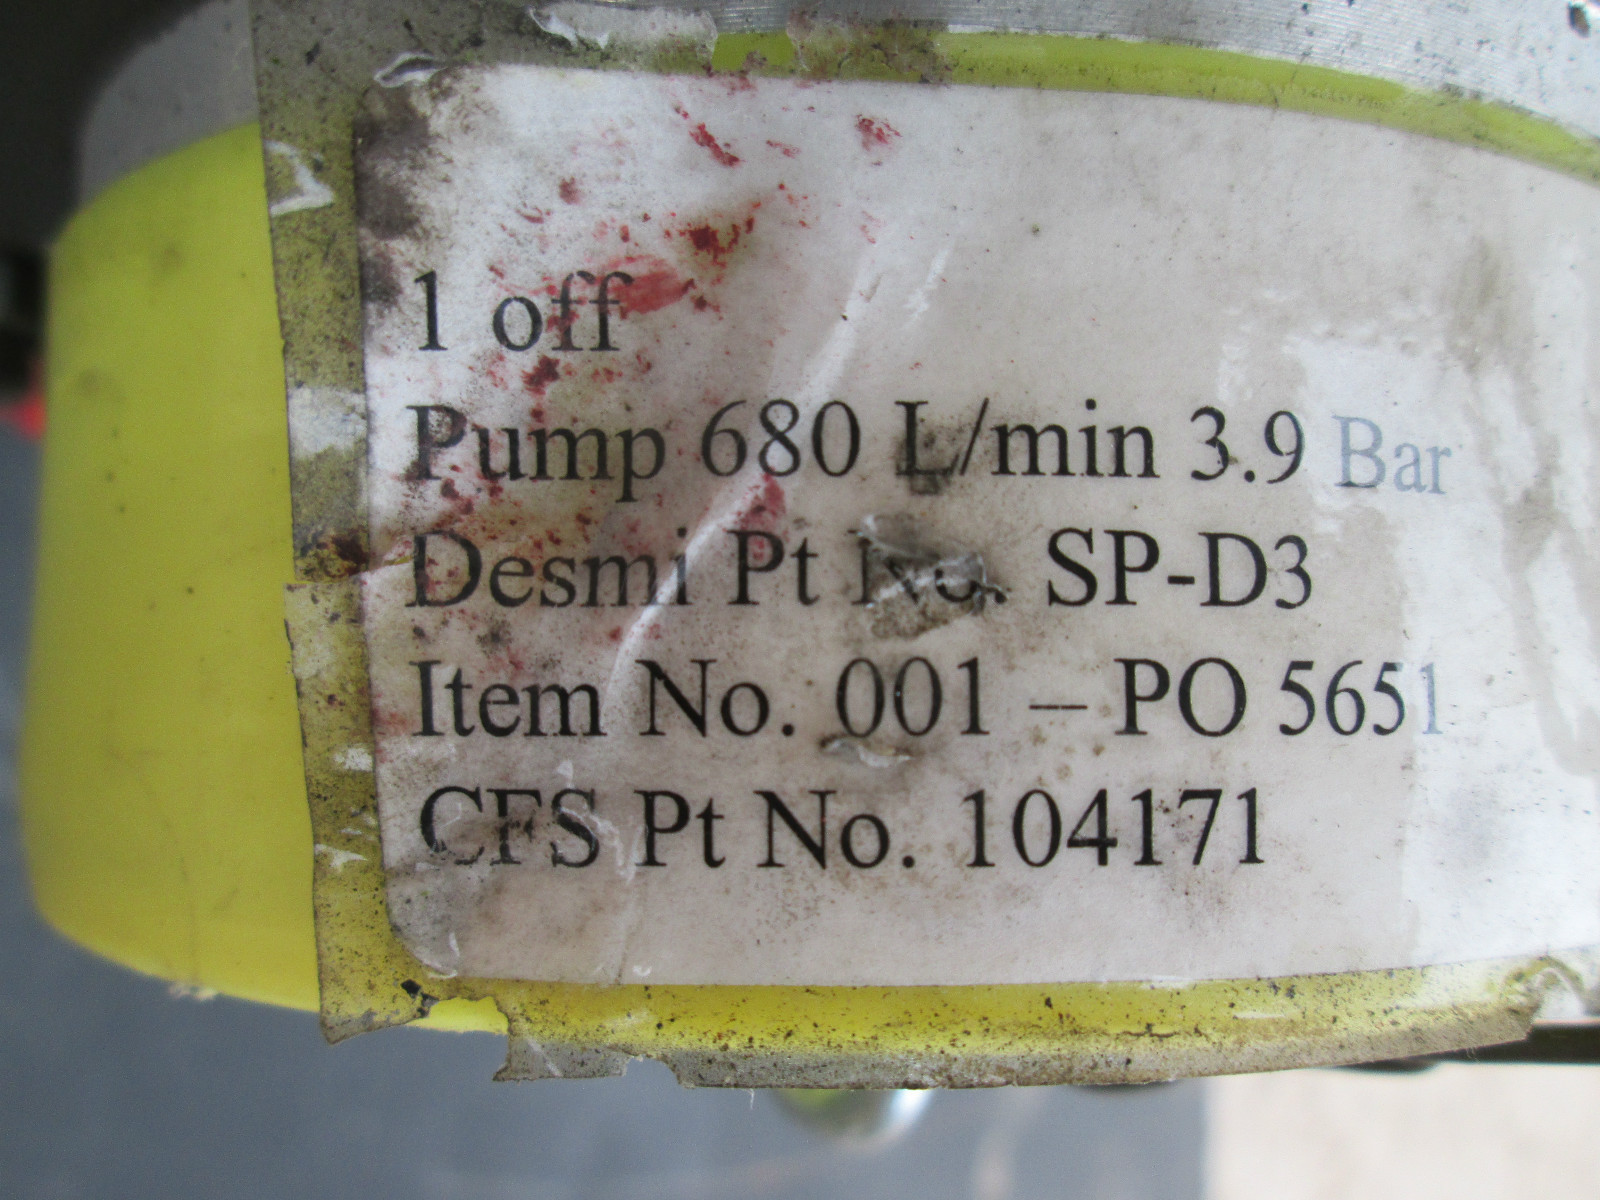 1 off
Pump 680 L/min 3.9 Bar
Desmi Pt No. SP-D3
Item No. 001 – PO 5651
CFS Pt No. 104171